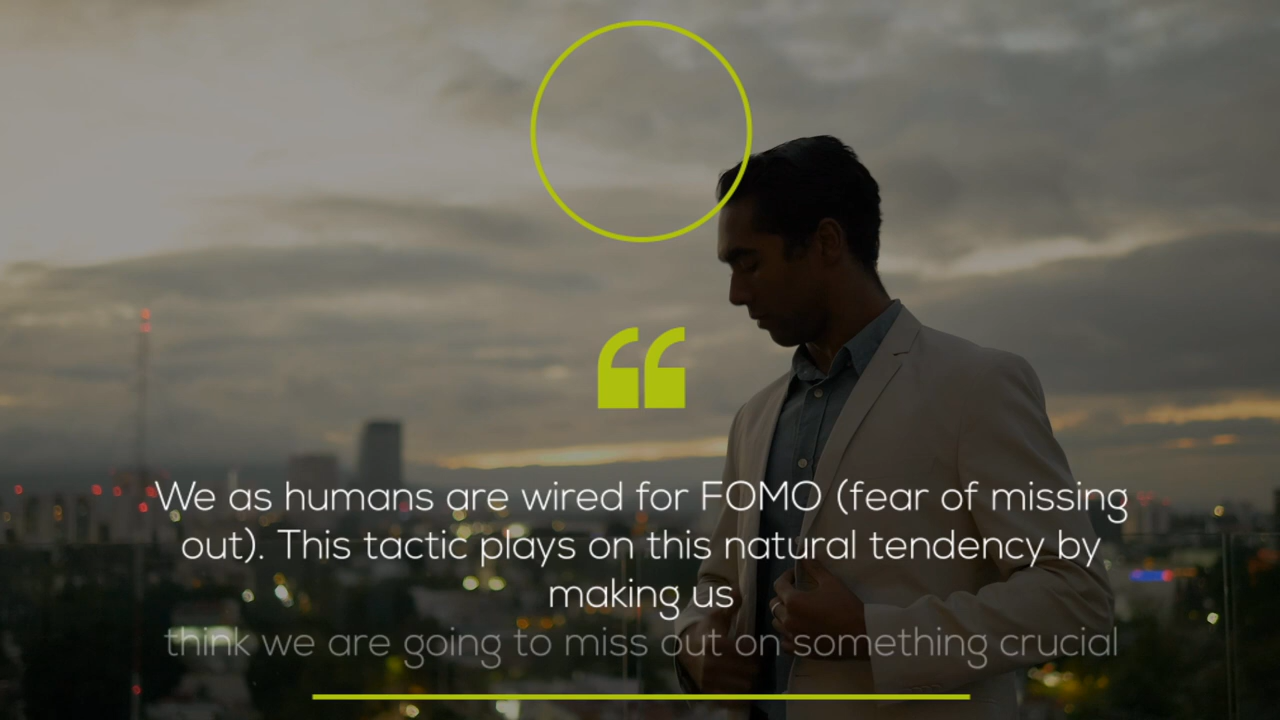 We as humans are wired for FOMO (fear of missing
out). This tactic plays on this natural tendency by
making us
think we are going to miss out on something crucial